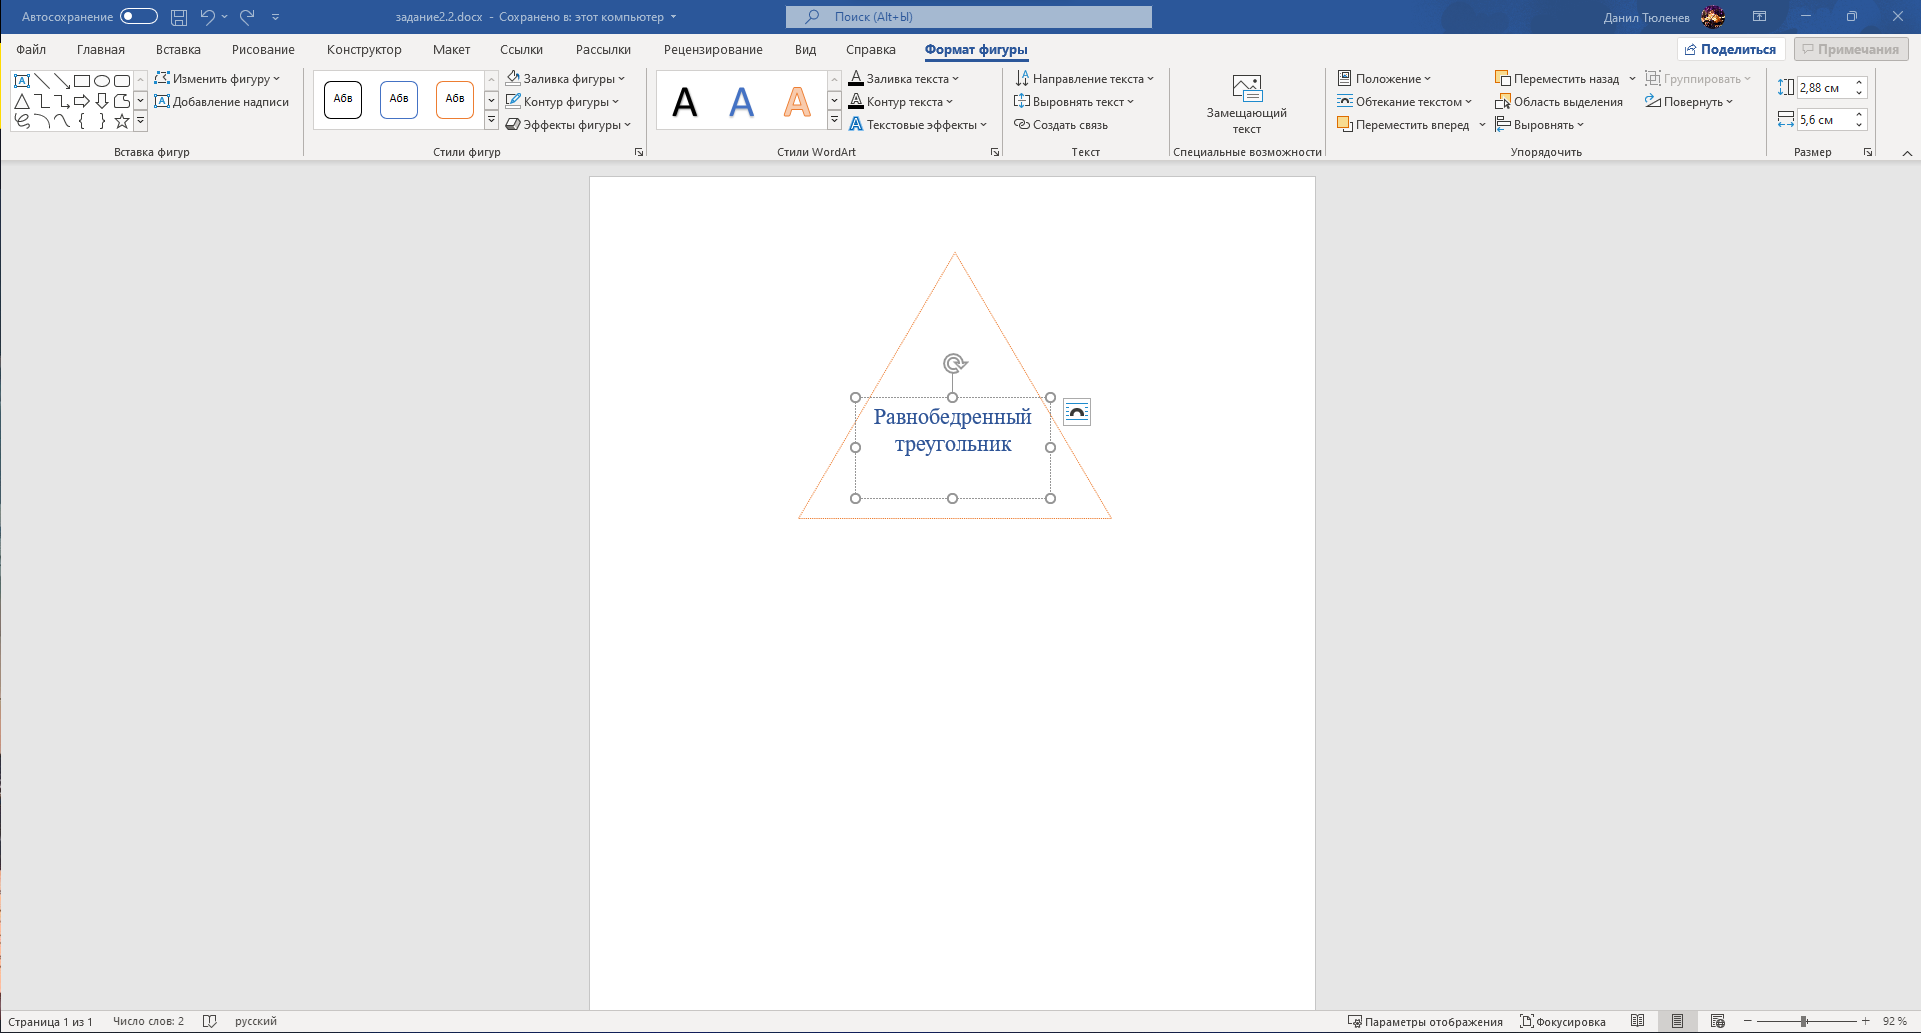 Автосохранение
задание2.2.docx - Сохранено в: этот компьютер
Поиск (Alt+Ы)
Данил Тюленев
Файл Главная Вставка Рисование Конструктор Макет Ссылки Рассылки Рецензирование Вид Справка Формат фигуры
Поделиться
Примечания
Изменить фигуру
Добавление надписи
Вставка фигур
Абв Абв Абв
Заливка фигуры
Контур фигуры
Эффекты фигуры
Стили фигур
A A A
Заливка текста
Контур текста
Текстовые эффекты
Стили WordArt
Направление текста
Выровнять текст
Создать связь
Текст
Замещающий
текст
Специальные возможности
Положение
Обтекание текстом
Переместить вперед
Переместить назад
Область выделения
Выровнять
Группировать
Повернуть
Упорядочить
2,88 см
5,6 см
Размер
Равнобедренный
треугольник
Страница 1 из 1 Число слов: 2 русский
Параметры отображения Фокусировка 92 %